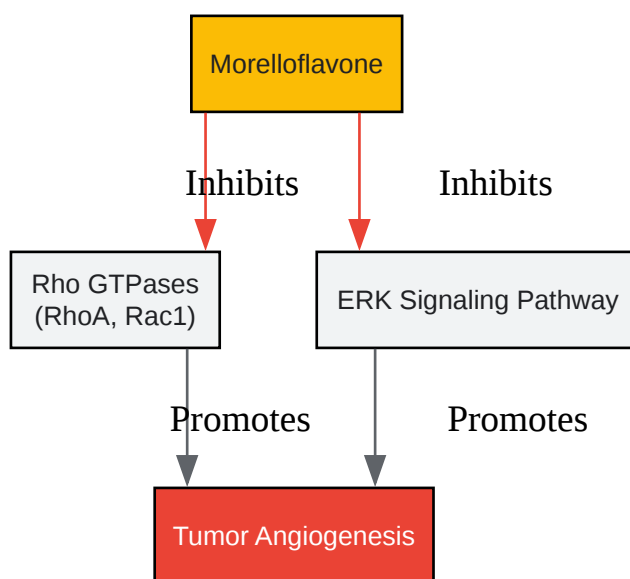 Morelloflavone
Inhibits
Inhibits
Rho GTPases
(RhoA, Rac1)
ERK Signaling Pathway
Promotes
Promotes
Tumor Angiogenesis